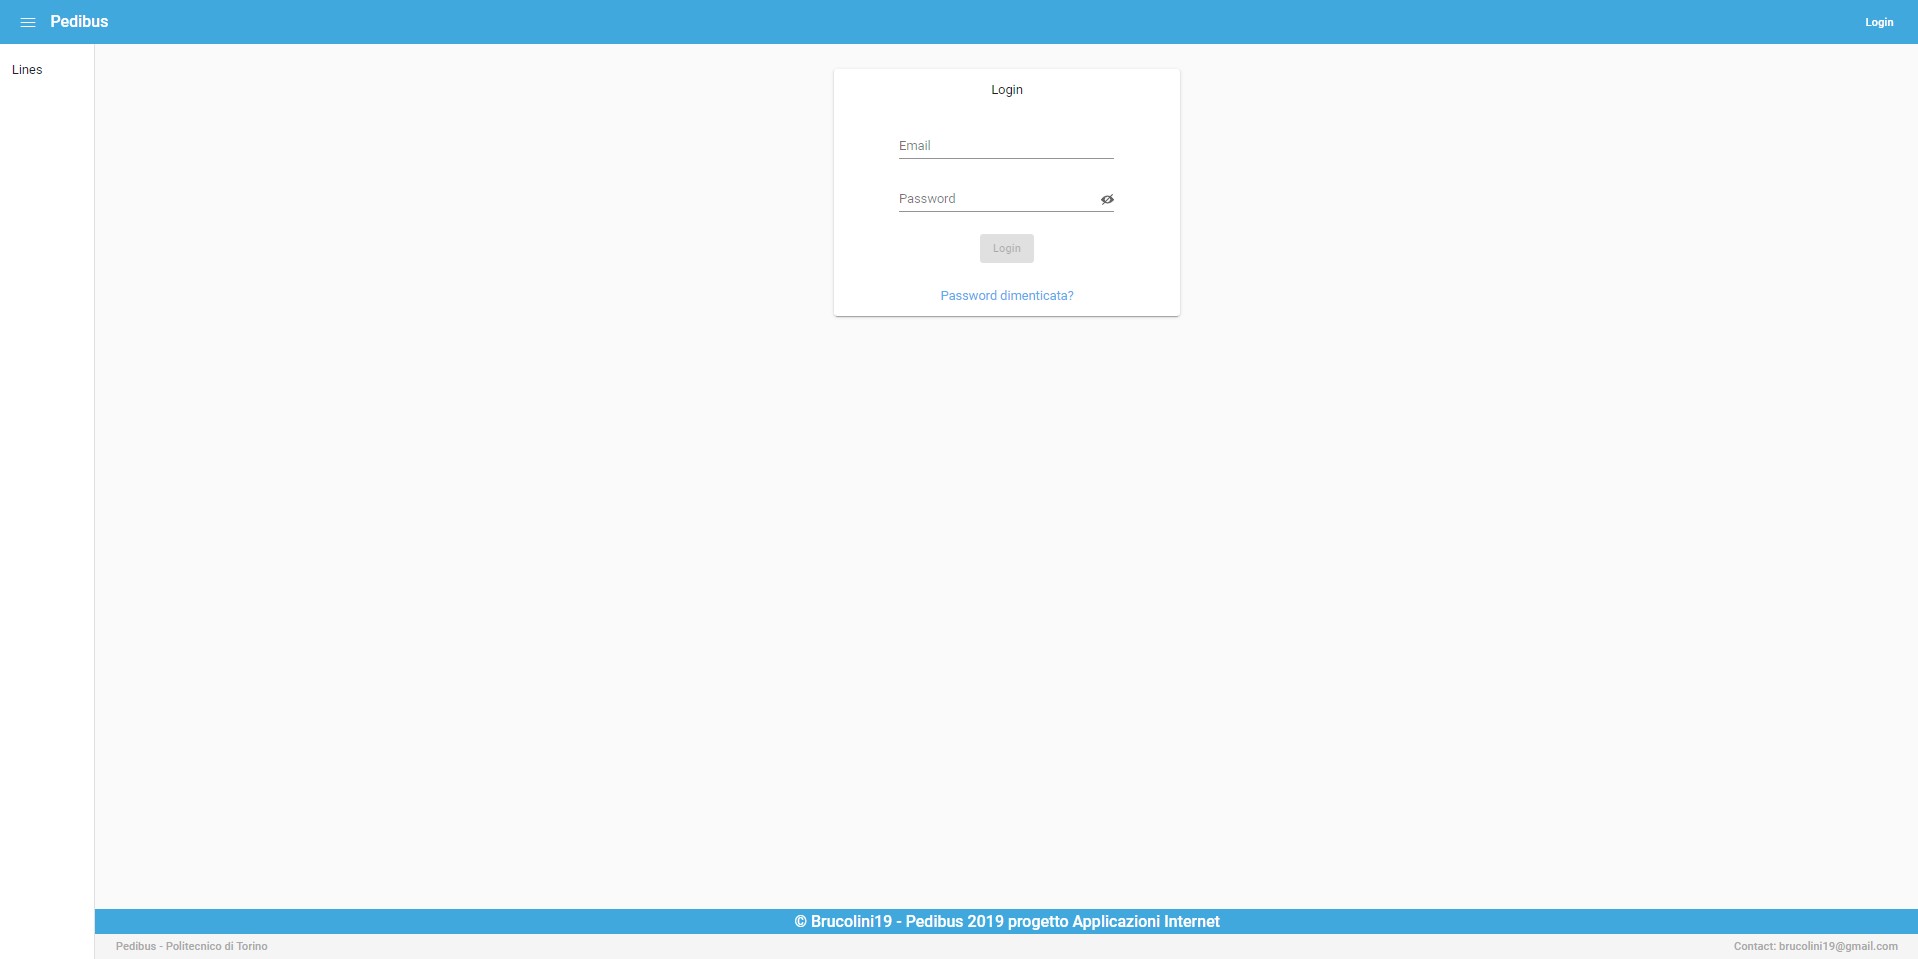 Pedibus
Login
Lines
Login
Email
Password
Login
Password dimenticata?
© Brucolini19 - Pedibus 2019 progetto Applicazioni Internet
Pedibus - Politecnico di Torino
Contact: brucolini19@gmail.com